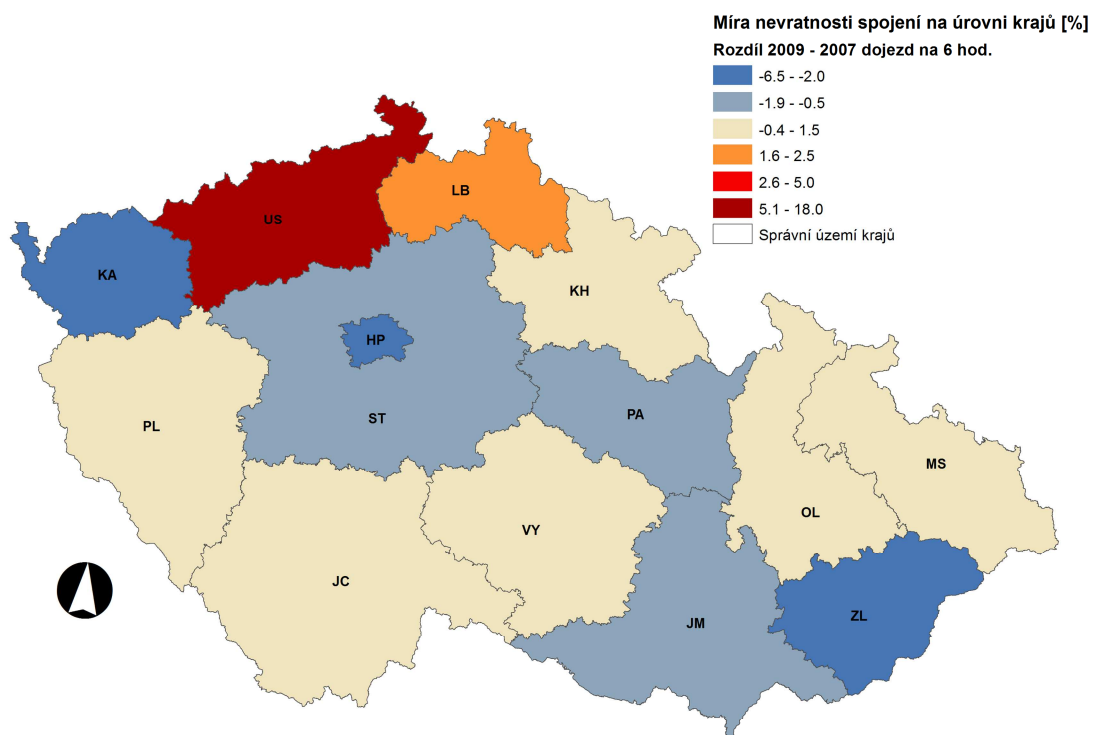 Míra nevratnosti spojení na úrovni krajů [%]
Rozdíl 2009 - 2007 dojezd na 6 hod.
-6.5 - -2.0
-1.9 - -0.5
-0.4 - 1.5
1.6 - 2.5
2.6 - 5.0
5.1 - 18.0
Správní území krajů
LB
US
KA
KH
HP
PA
ST
PL
MS
OL
VY
JC
ZL
JM